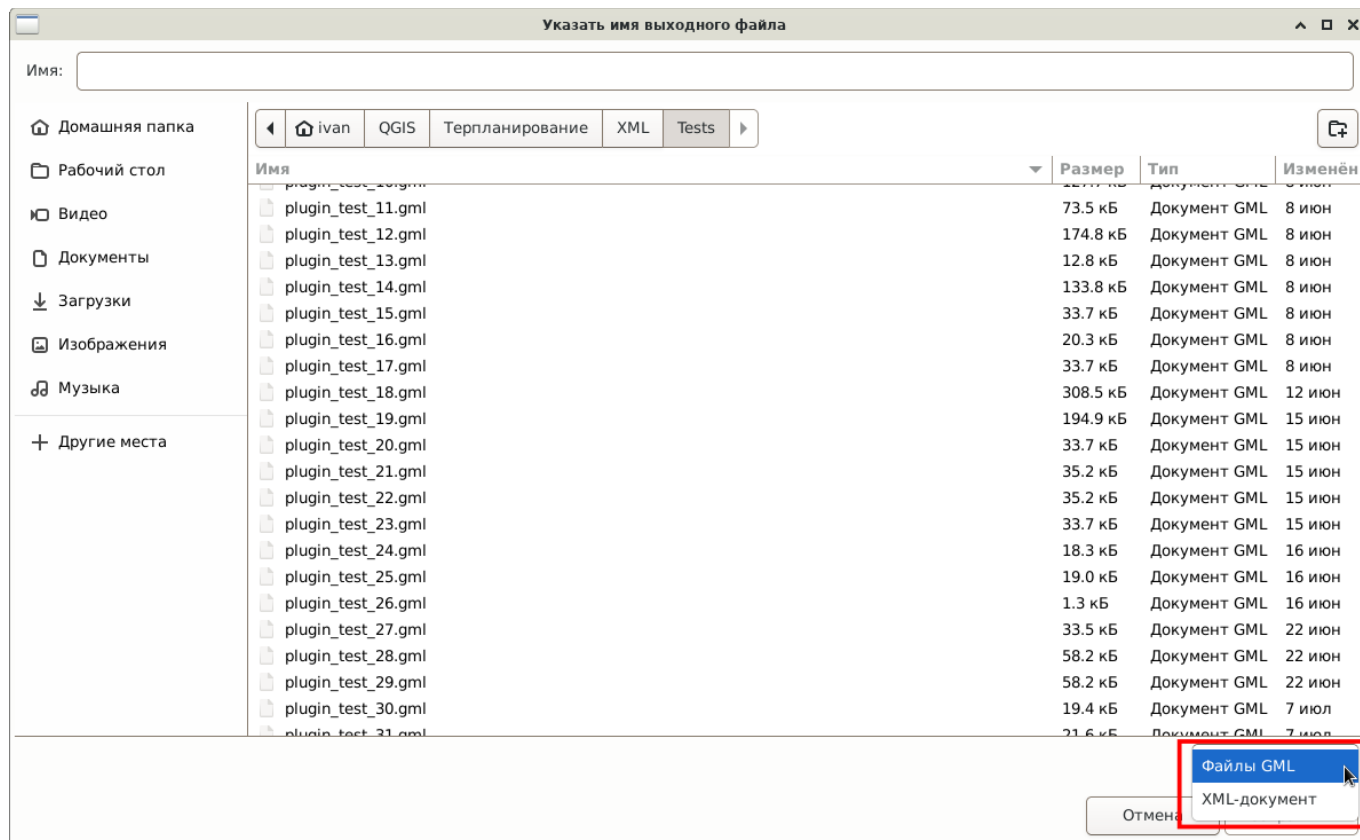 Указать имя выходного файла
Имя:
Домашняя папка
Рабочий стол
Видео
Документы
Загрузки
Изображения
Музыка
Другие места
ivan QGIS Терпланирование XML Tests
Имя Размер Тип Изменён
plugin_test_11.gml 73.5 кБ Документ GML 8 июн
plugin_test_12.gml 174.8 кБ Документ GML 8 июн
plugin_test_13.gml 12.8 кБ Документ GML 8 июн
plugin_test_14.gml 133.8 кБ Документ GML 8 июн
plugin_test_15.gml 33.7 кБ Документ GML 8 июн
plugin_test_16.gml 20.3 кБ Документ GML 8 июн
plugin_test_17.gml 33.7 кБ Документ GML 8 июн
plugin_test_18.gml 308.5 кБ Документ GML 12 июн
plugin_test_19.gml 194.9 кБ Документ GML 15 июн
plugin_test_20.gml 33.7 кБ Документ GML 15 июн
plugin_test_21.gml 35.2 кБ Документ GML 15 июн
plugin_test_22.gml 35.2 кБ Документ GML 15 июн
plugin_test_23.gml 33.7 кБ Документ GML 15 июн
plugin_test_24.gml 18.3 кБ Документ GML 16 июн
plugin_test_25.gml 19.0 кБ Документ GML 16 июн
plugin_test_26.gml 1.3 кБ Документ GML 16 июн
plugin_test_27.gml 33.5 кБ Документ GML 22 июн
plugin_test_28.gml 58.2 кБ Документ GML 22 июн
plugin_test_29.gml 58.2 кБ Документ GML 22 июн
plugin_test_30.gml 19.4 кБ Документ GML 7 июл
plugin_test_31.gml 21.6 кБ Документ GML 7 июл
Файлы GML
XML-документ
Отмена